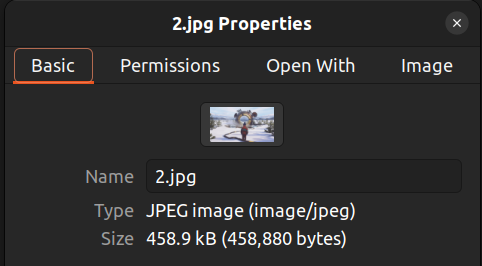 2.jpg Properties
Basic Permissions Open With Image
Name 2.jpg
Type JPEG image (image/jpeg)
Size 458.9 kB (458,880 bytes)